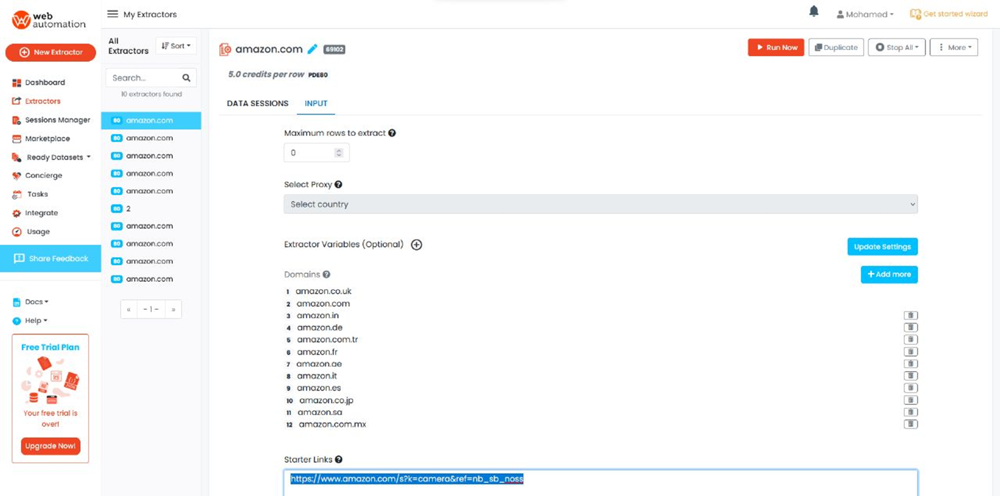 web
automation
My Extractors
Mohamed
Get started wizard
New Extractor
Dashboard
Extractors
Sessions Manager
Marketplace
Ready Datasets
Concierge
Tasks
Integrate
Usage
Share Feedback
Docs
Help
Free Trial Plan
Your free trial is
over!
Upgrade Now!
All
Extractors
Sort
Search...
10 extractors found
80 amazon.com
80 amazon.com
80 amazon.com
80 amazon.com
80 amazon.com
80 2
80 amazon.com
80 amazon.com
80 amazon.com
80 amazon.com
« - 1 - »
amazon.com 69102
Run Now
Duplicate
Stop All
More
5.0 credits per row PDE80
DATA SESSIONS INPUT
Maximum rows to extract
0
Select Proxy
Select country
Extractor Variables (Optional)
Update Settings
Domains
+ Add more
1 amazon.co.uk
2 amazon.com
3 amazon.in
4 amazon.de
5 amazon.com.tr
6 amazon.fr
7 amazon.ae
8 amazon.it
9 amazon.es
10 amazon.co.jp
11 amazon.sa
12 amazon.com.mx
Starter Links
https://www.amazon.com/s?k=camera&ref=nb_sb_noss